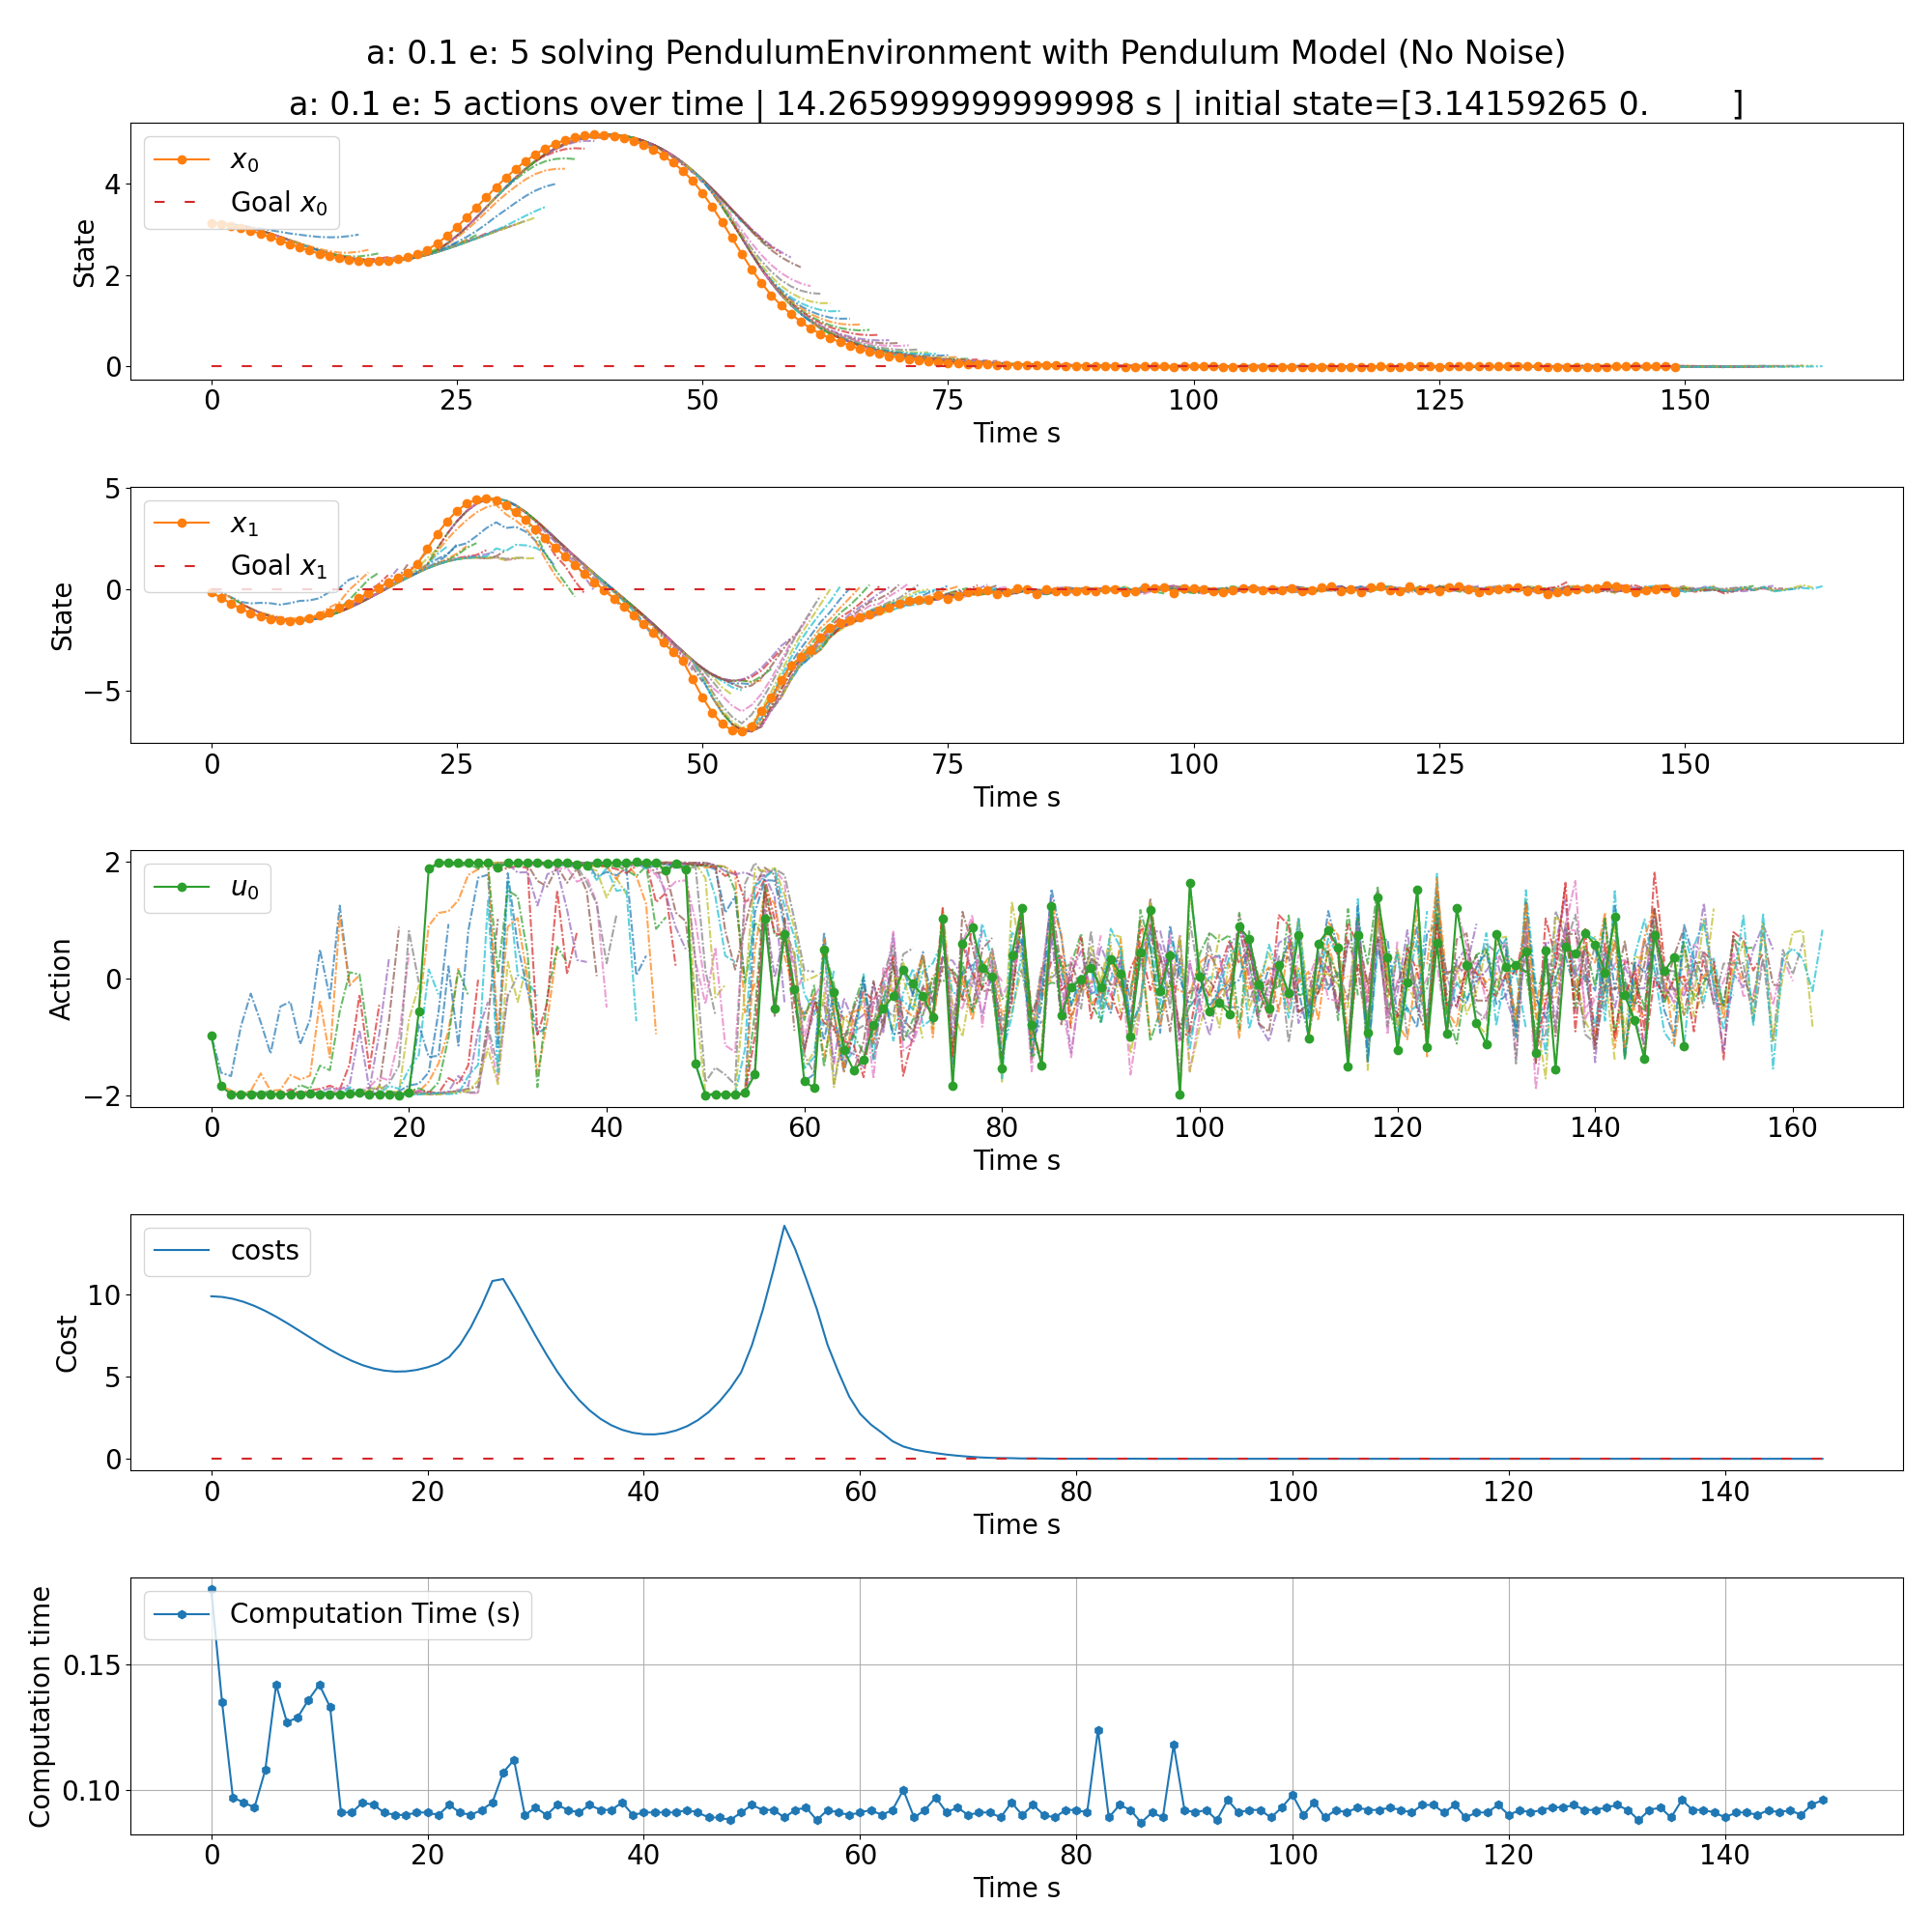 a: 0.1 e: 5 solving PendulumEnvironment with Pendulum Model (No Noise)
a: 0.1 e: 5 actions over time | 14.265999999999998 s | initial state=[3.14159265 0.         ]
x₀
Goal x₀
State
4
2
0
0 25 50 75 100 125 150
Time s
x₁
Goal x₁
State
5
0
−5
0 25 50 75 100 125 150
Time s
u₀
Action
2
0
−2
0 20 40 60 80 100 120 140 160
Time s
costs
Cost
10
5
0
0 20 40 60 80 100 120 140
Time s
Computation Time (s)
Computation time
0.15
0.10
0 20 40 60 80 100 120 140
Time s